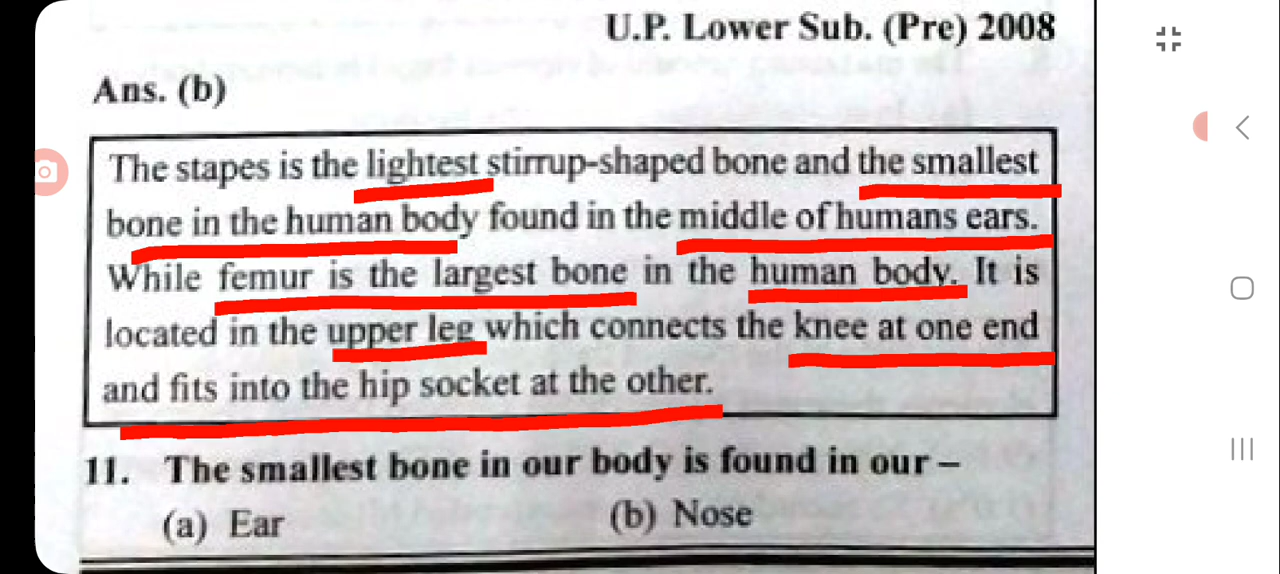 U.P. Lower Sub. (Pre) 2008
Ans. (b)
The stapes is the lightest stirrup-shaped bone and the smallest
bone in the human body found in the middle of humans ears.
While femur is the largest bone in the human body. It is
located in the upper leg which connects the knee at one end
and fits into the hip socket at the other.
11. The smallest bone in our body is found in our –
(a) Ear (b) Nose